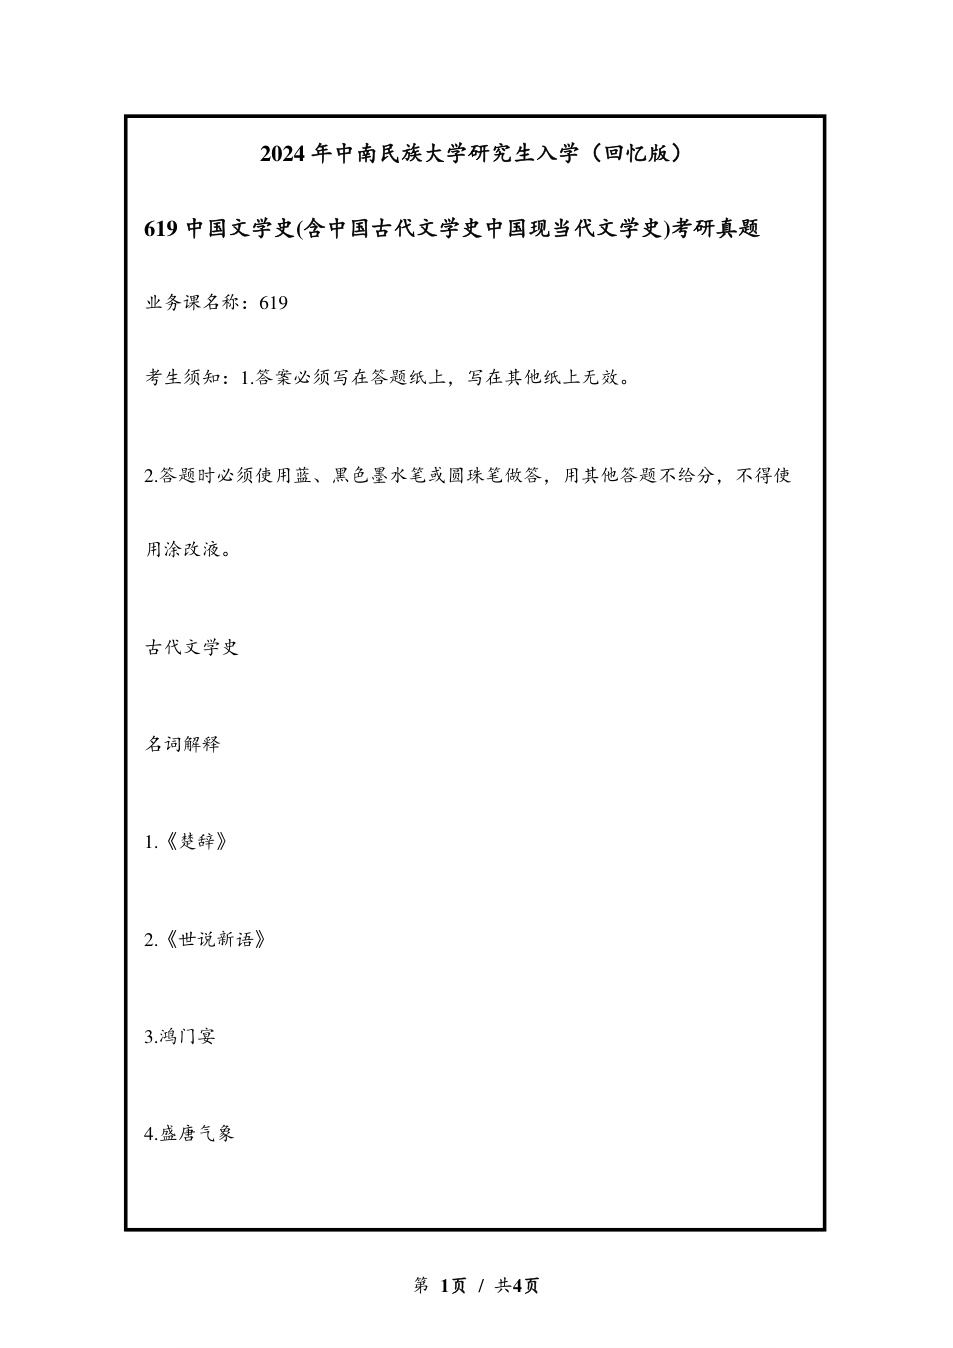 2024 年中南民族大学研究生入学（回忆版）
619 中国文学史(含中国古代文学史中国现当代文学史)考研真题
业务课名称：619
考生须知：1.答案必须写在答题纸上，写在其他纸上无效。
2.答题时必须使用蓝、黑色墨水笔或圆珠笔做答，用其他答题不给分，不得使
用涂改液。
古代文学史
名词解释
1.《楚辞》
2.《世说新语》
3.鸿门宴
4.盛唐气象
第 1页 / 共4页